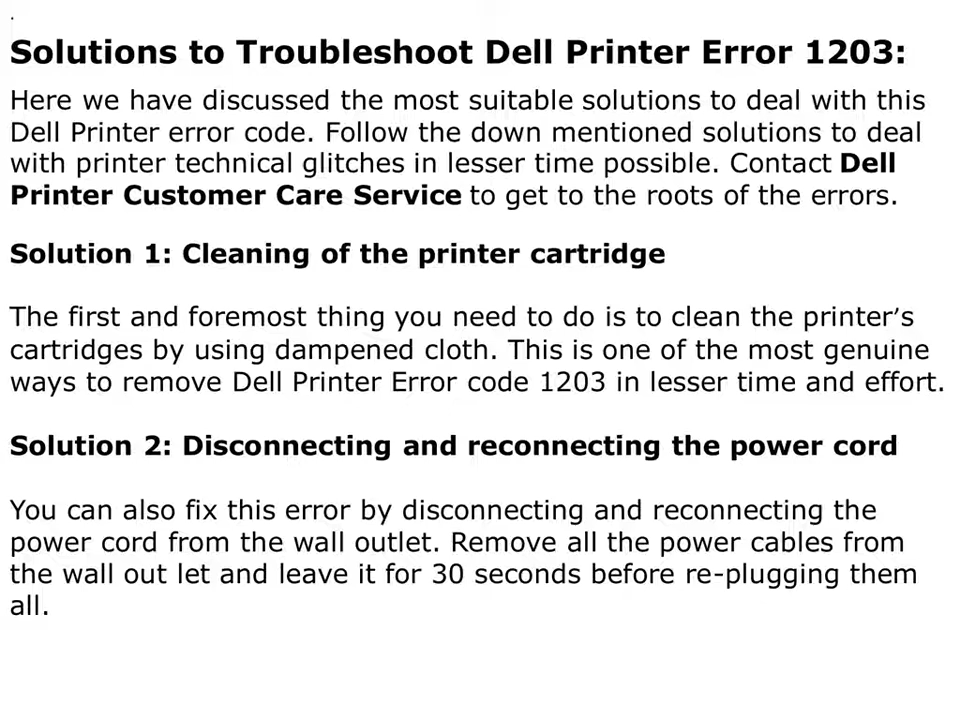 .
Solutions to Troubleshoot Dell Printer Error 1203:
Here we have discussed the most suitable solutions to deal with this
Dell Printer error code. Follow the down mentioned solutions to deal
with printer technical glitches in lesser time possible. Contact Dell
Printer Customer Care Service to get to the roots of the errors.
Solution 1: Cleaning of the printer cartridge
The first and foremost thing you need to do is to clean the printer’s
cartridges by using dampened cloth. This is one of the most genuine
ways to remove Dell Printer Error code 1203 in lesser time and effort.
Solution 2: Disconnecting and reconnecting the power cord
You can also fix this error by disconnecting and reconnecting the
power cord from the wall outlet. Remove all the power cables from
the wall out let and leave it for 30 seconds before re-plugging them
all.